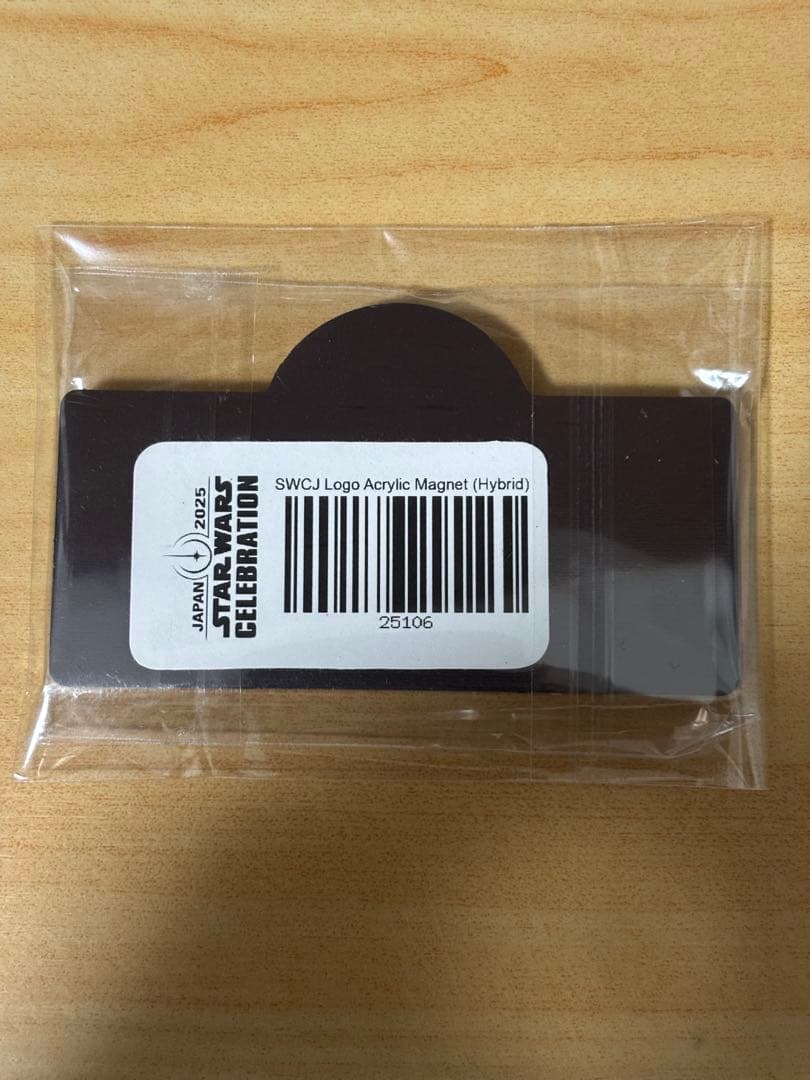 JAPAN 2025
STAR WARS
CELEBRATION
SWCJ Logo Acrylic Magnet (Hybrid)
25106